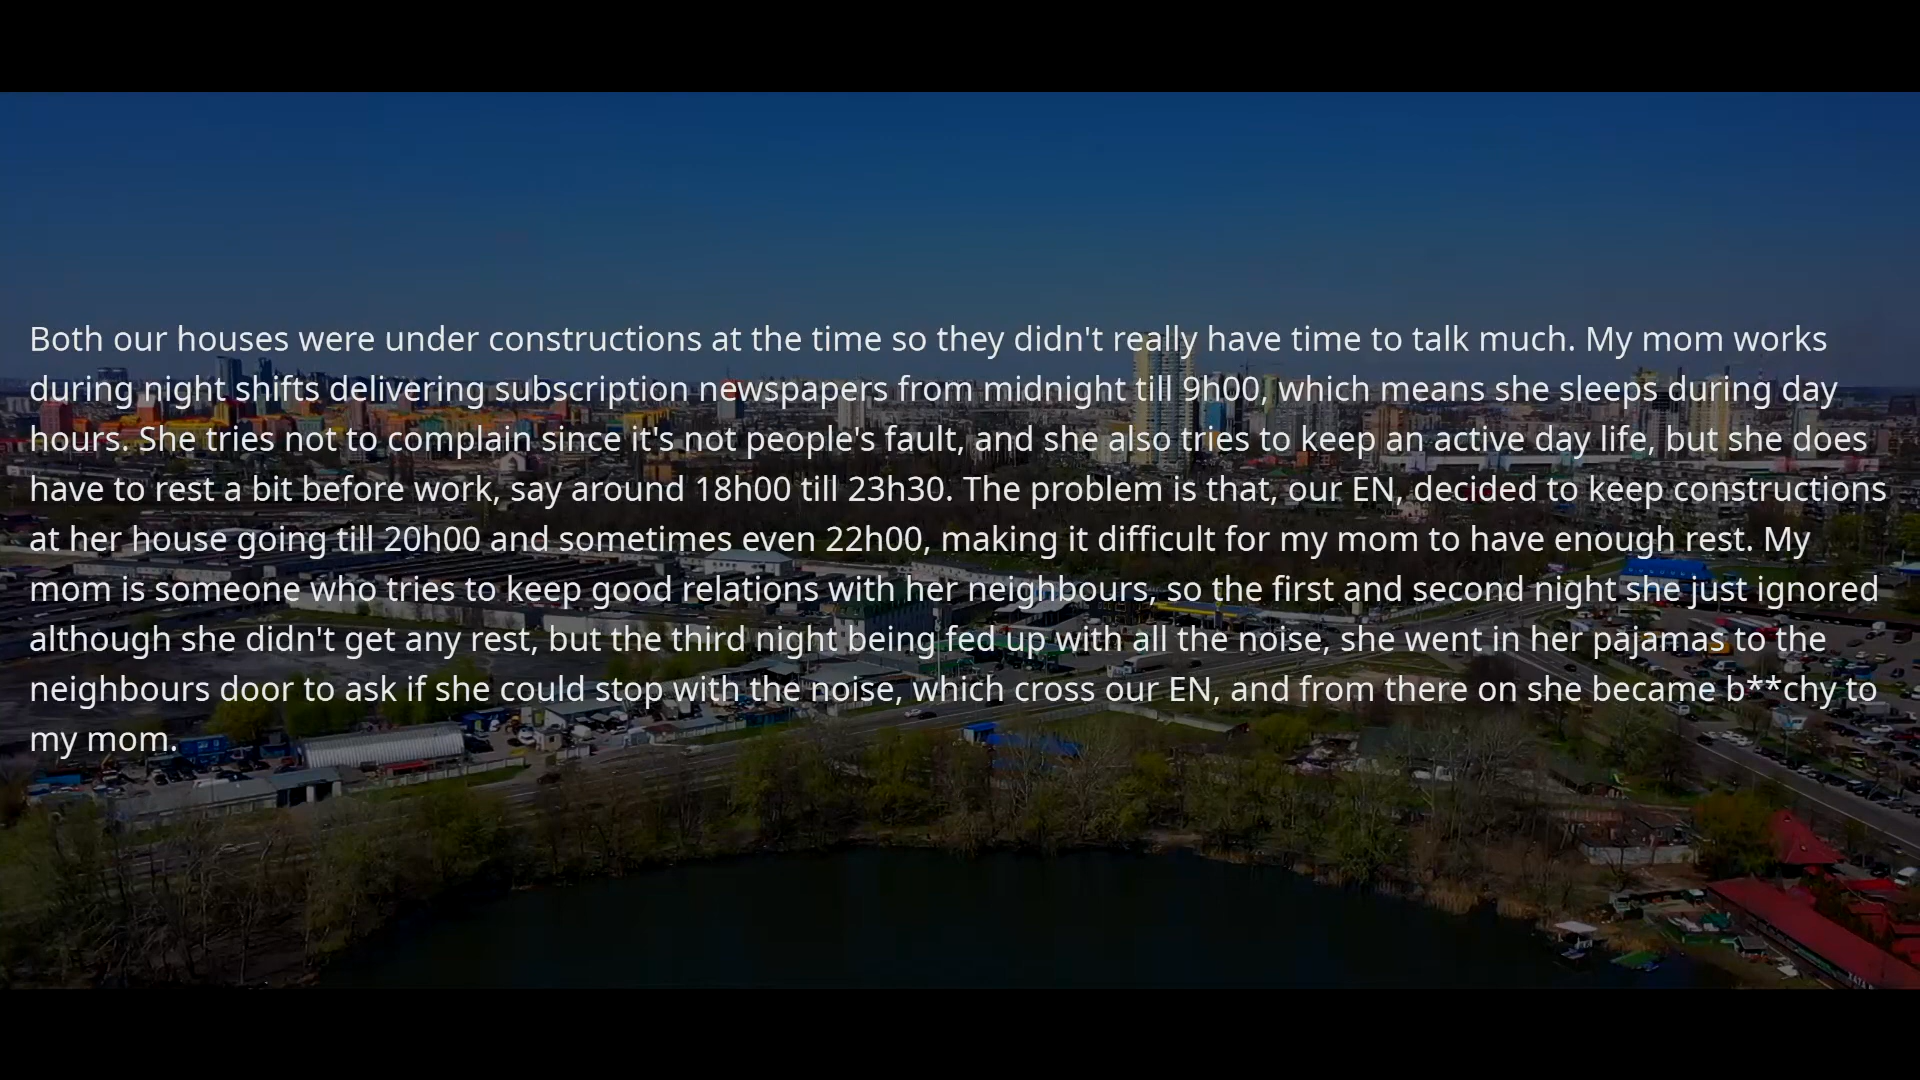 Both our houses were under constructions at the time so they didn't really have time to talk much. My mom works
during night shifts delivering subscription newspapers from midnight till 9h00, which means she sleeps during day
hours. She tries not to complain since it's not people's fault, and she also tries to keep an active day life, but she does
have to rest a bit before work, say around 18h00 till 23h30. The problem is that, our EN, decided to keep constructions
at her house going till 20h00 and sometimes even 22h00, making it difficult for my mom to have enough rest. My
mom is someone who tries to keep good relations with her neighbours, so the first and second night she just ignored
although she didn't get any rest, but the third night being fed up with all the noise, she went in her pajamas to the
neighbours door to ask if she could stop with the noise, which cross our EN, and from there on she became b**chy to
my mom.